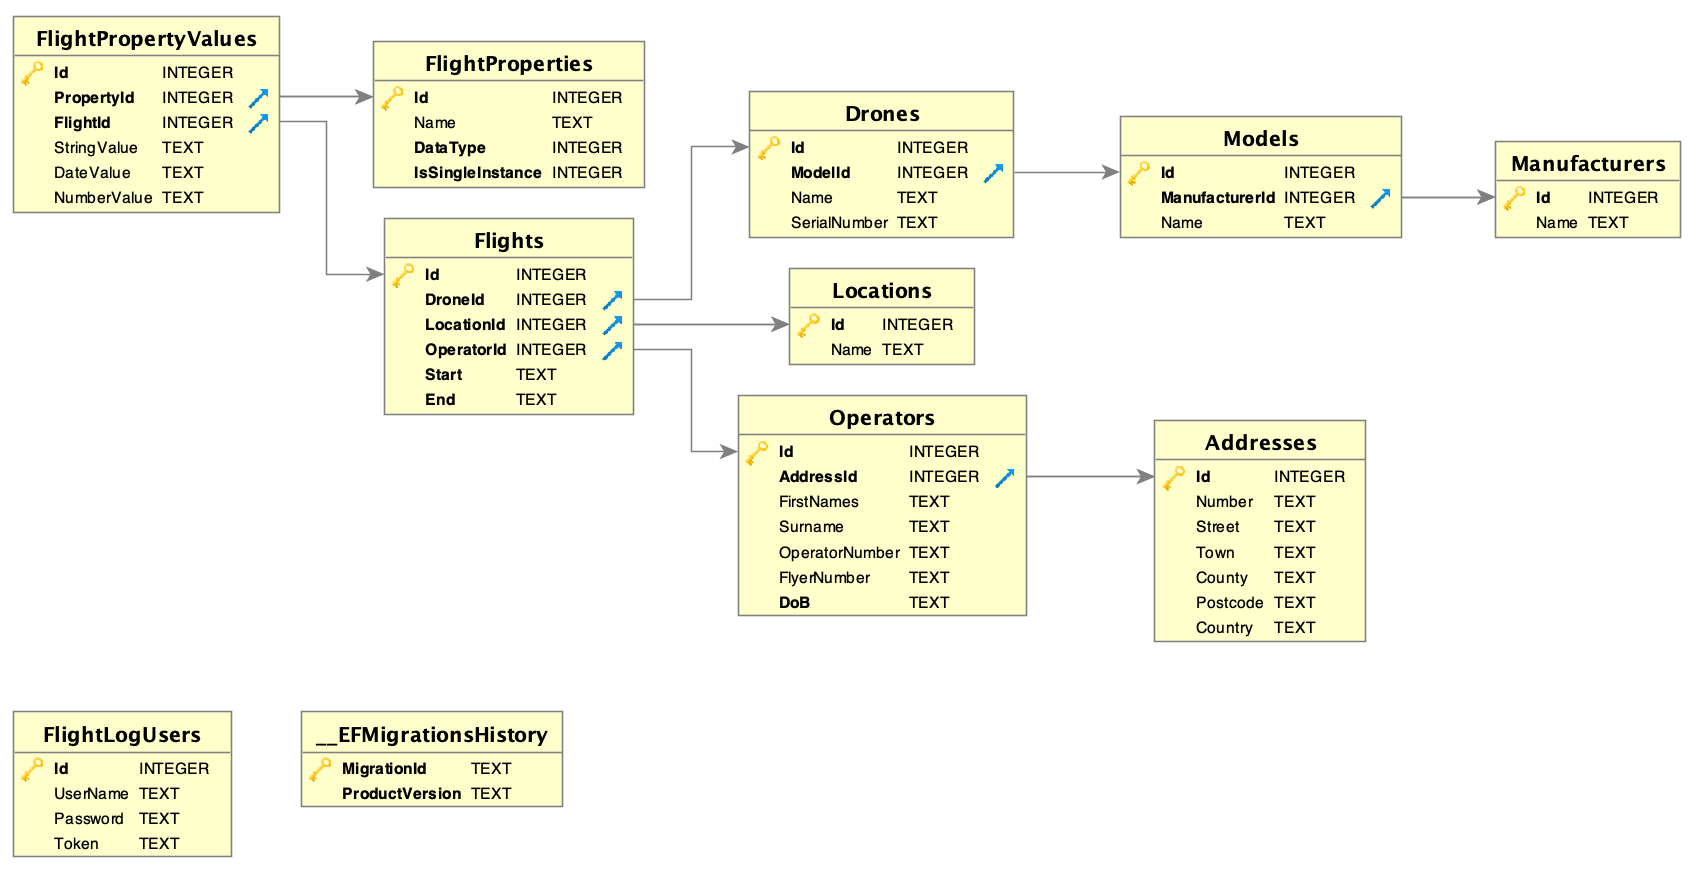 FlightPropertyValues
Id INTEGER
PropertyId INTEGER
FlightId INTEGER
StringValue TEXT
DateValue TEXT
NumberValue TEXT
FlightProperties
Id INTEGER
Name TEXT
DataType INTEGER
IsSingleInstance INTEGER
Flights
Id INTEGER
DroneId INTEGER
LocationId INTEGER
OperatorId INTEGER
Start TEXT
End TEXT
Drones
Id INTEGER
ModelId INTEGER
Name TEXT
SerialNumber TEXT
Models
Id INTEGER
ManufacturerId INTEGER
Name TEXT
Manufacturers
Id INTEGER
Name TEXT
Locations
Id INTEGER
Name TEXT
Operators
Id INTEGER
AddressId INTEGER
FirstNames TEXT
Surname TEXT
OperatorNumber TEXT
FlyerNumber TEXT
DoB TEXT
Addresses
Id INTEGER
Number TEXT
Street TEXT
Town TEXT
County TEXT
Postcode TEXT
Country TEXT
FlightLogUsers
Id INTEGER
UserName TEXT
Password TEXT
Token TEXT
__EFMigrationsHistory
MigrationId TEXT
ProductVersion TEXT